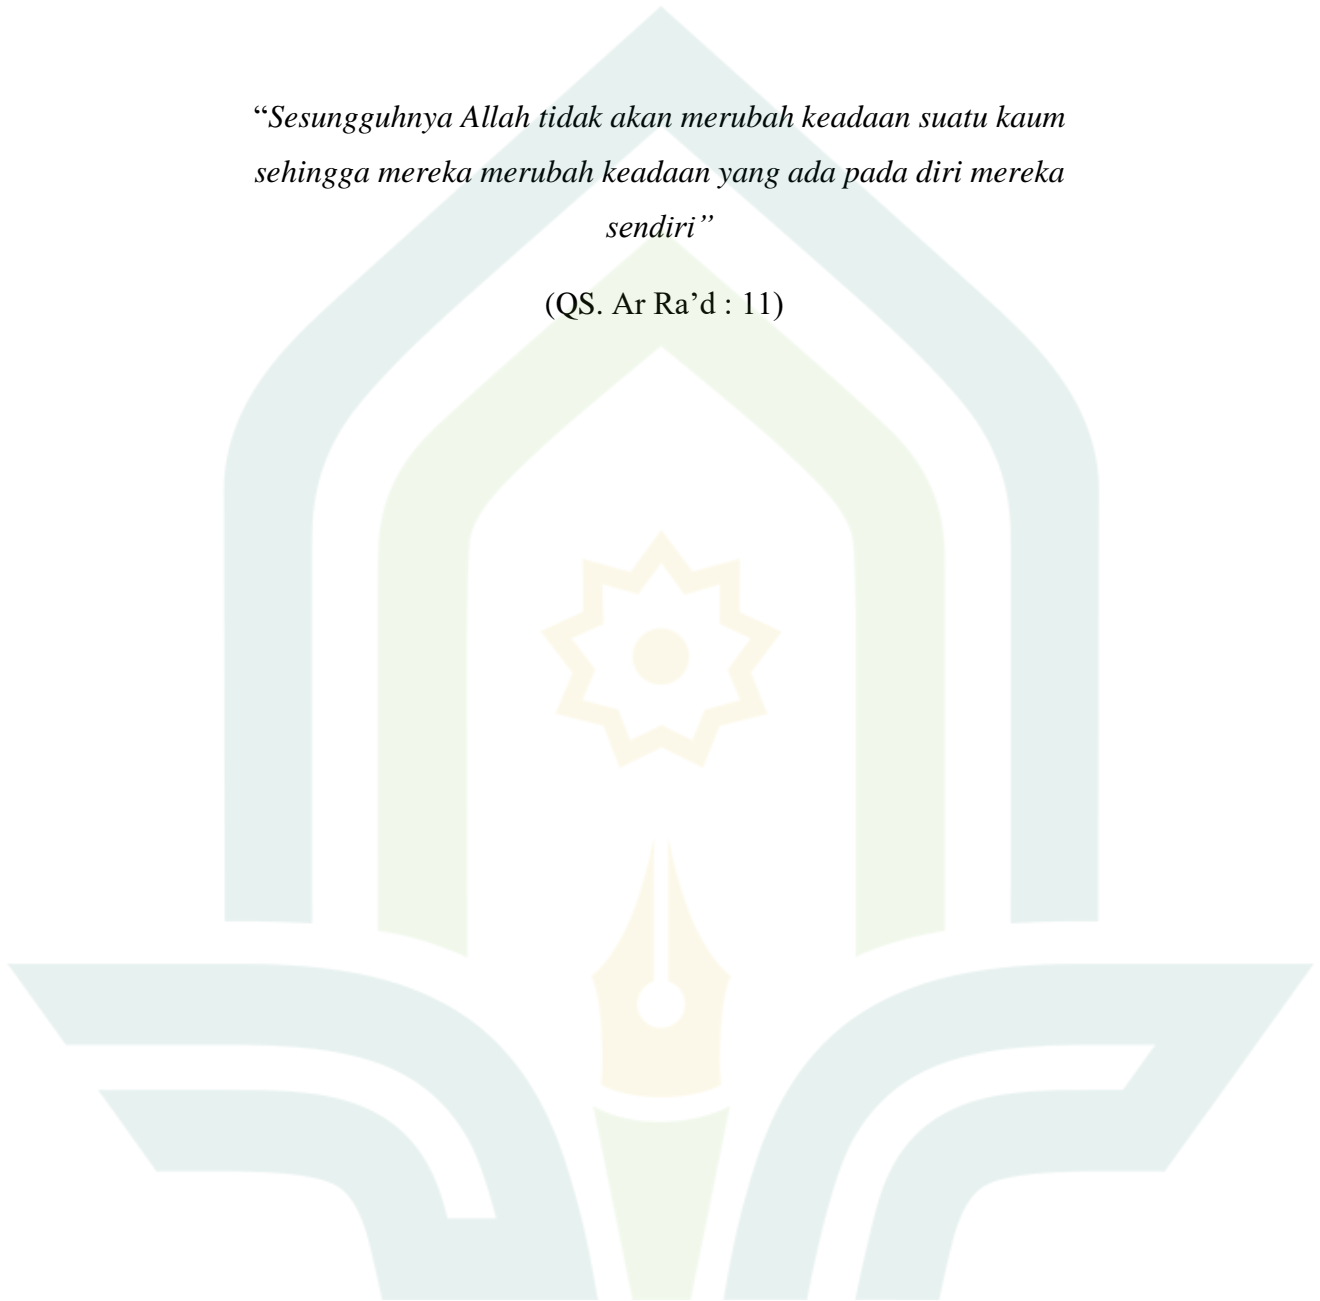 “Sesungguhnya Allah tidak akan merubah keadaan suatu kaum
sehingga mereka merubah keadaan yang ada pada diri mereka
sendiri”
(QS. Ar Ra’d : 11)